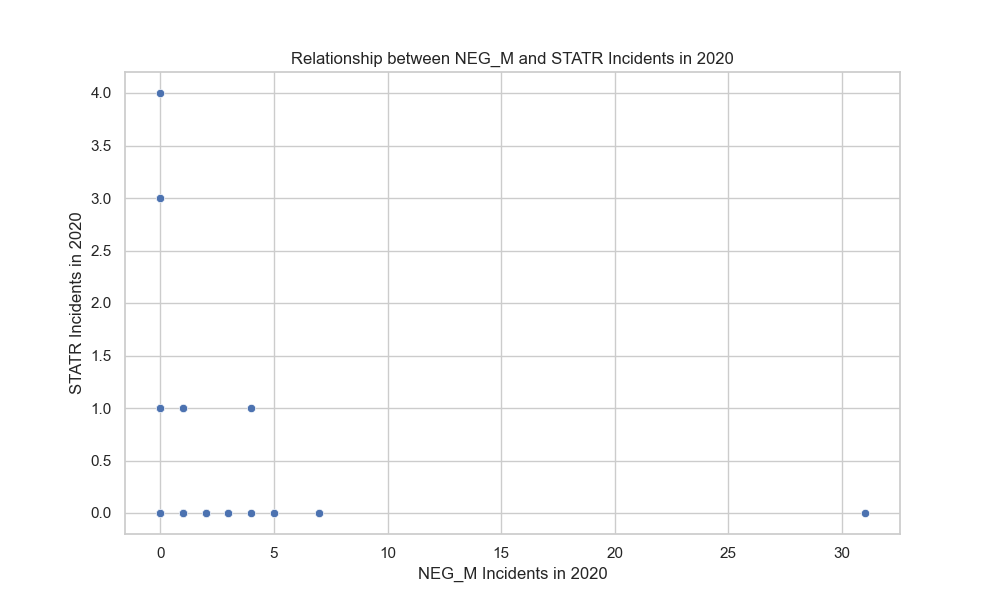 Relationship between NEG_M and STATR Incidents in 2020
4.0
3.5
3.0
2.5
2.0
1.5
1.0
0.5
0.0
STATR Incidents in 2020
0 5 10 15 20 25 30
NEG_M Incidents in 2020